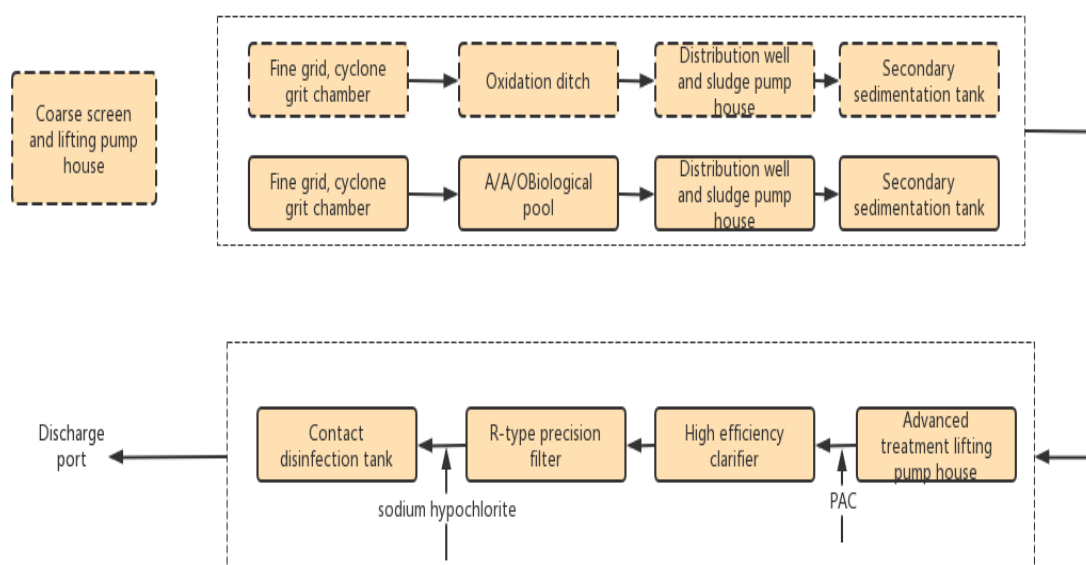 Coarse screen
and lifting pump
house
Fine grid, cyclone
grit chamber
Oxidation ditch
Distribution well
and sludge pump
house
Secondary
sedimentation tank
Fine grid, cyclone
grit chamber
A/A/OBiological
pool
Distribution well
and sludge pump
house
Secondary
sedimentation tank
Discharge
port
Contact
disinfection tank
R-type precision
filter
High efficiency
clarifier
Advanced
treatment lifting
pump house
sodium hypochlorite
PAC